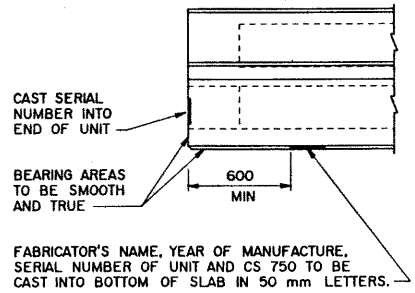 CAST SERIAL
NUMBER INTO
END OF UNIT
BEARING AREAS
TO BE SMOOTH
AND TRUE
600
MIN
FABRICATOR'S NAME, YEAR OF MANUFACTURE,
SERIAL NUMBER OF UNIT AND CS 750 TO BE
CAST INTO BOTTOM OF SLAB IN 50 mm LETTERS.